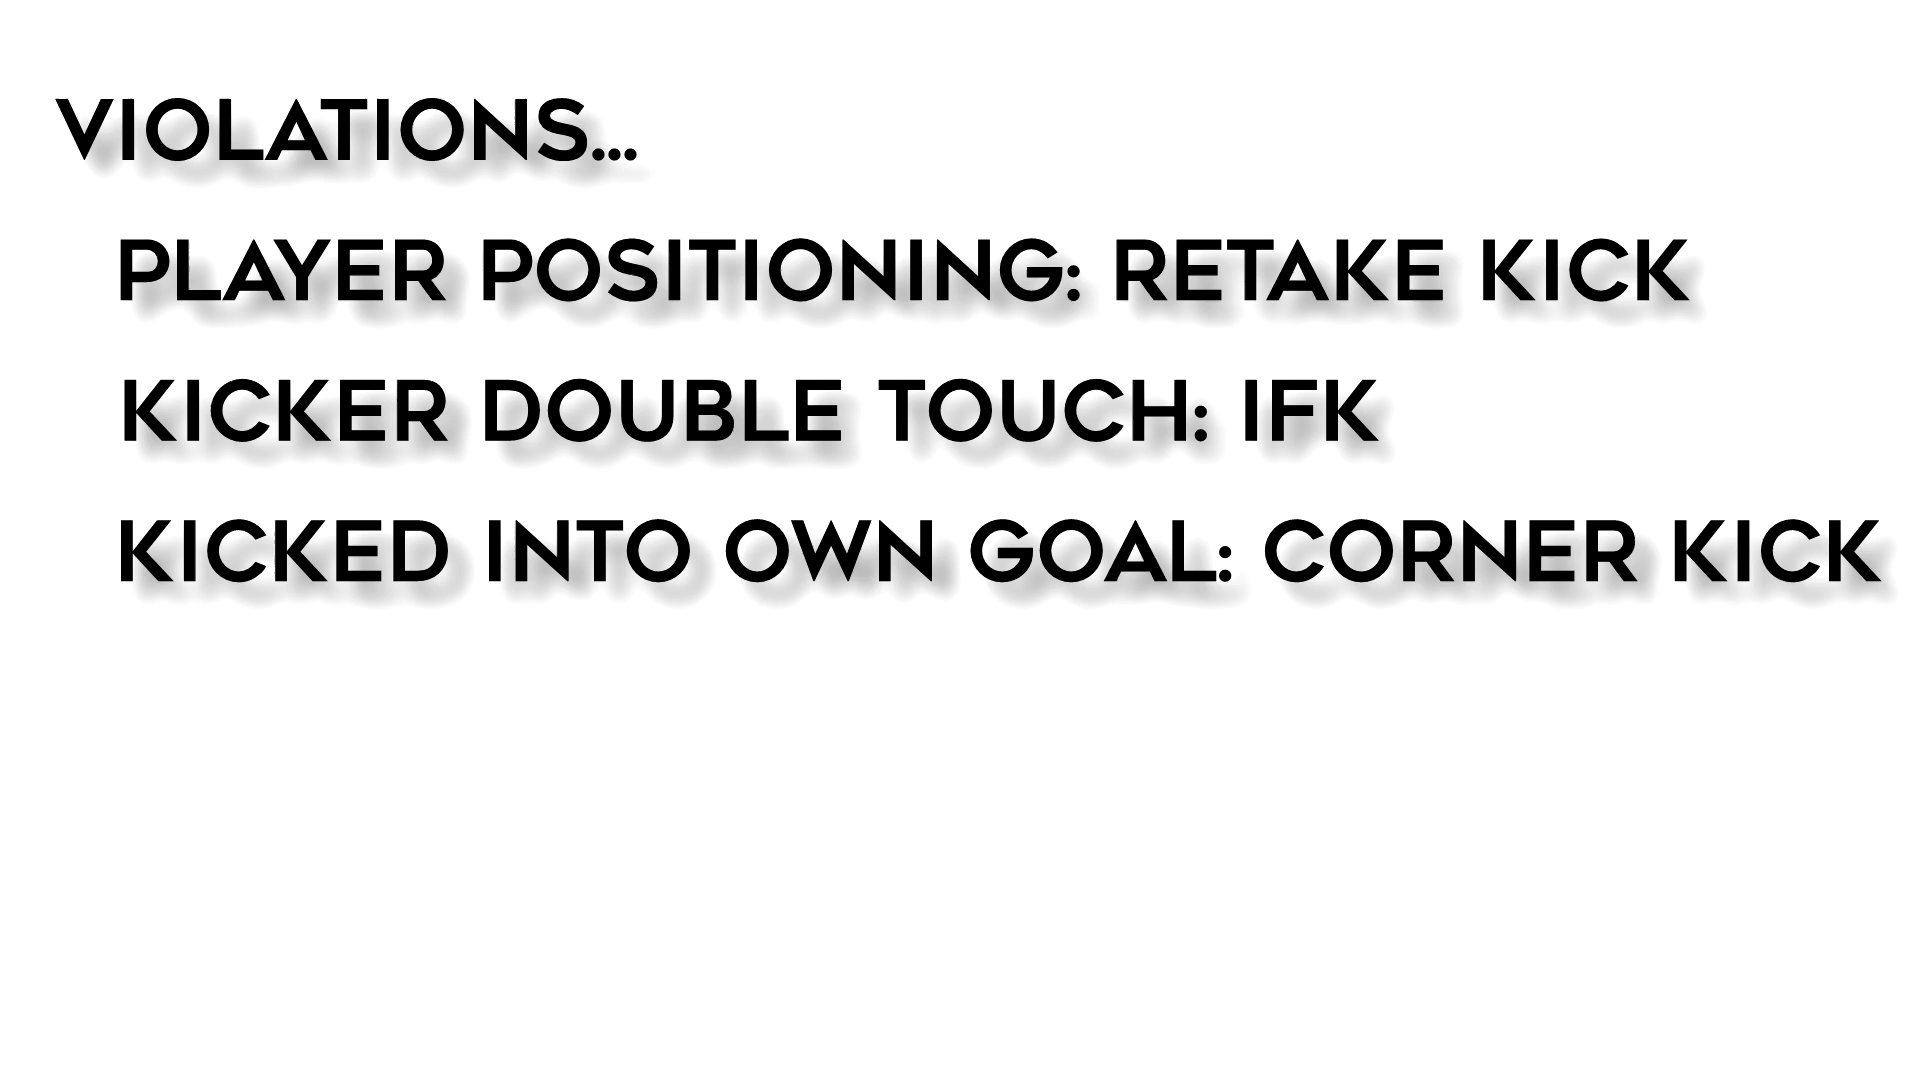 VIOLATIONS...
PLAYER POSITIONING: RETAKE KICK
KICKER DOUBLE TOUCH: IFK
KICKED INTO OWN GOAL: CORNER KICK